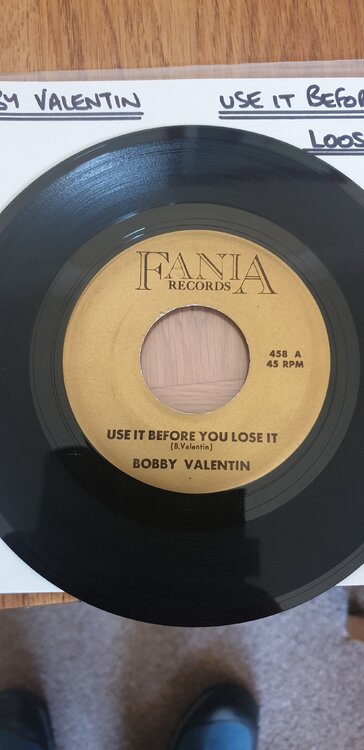 BY VALENTIN USE IT BEFOR
LOOS
FANIA
RECORDS
458 A
45 RPM
USE IT BEFORE YOU LOSE IT
(B.Valentin)
BOBBY VALENTIN